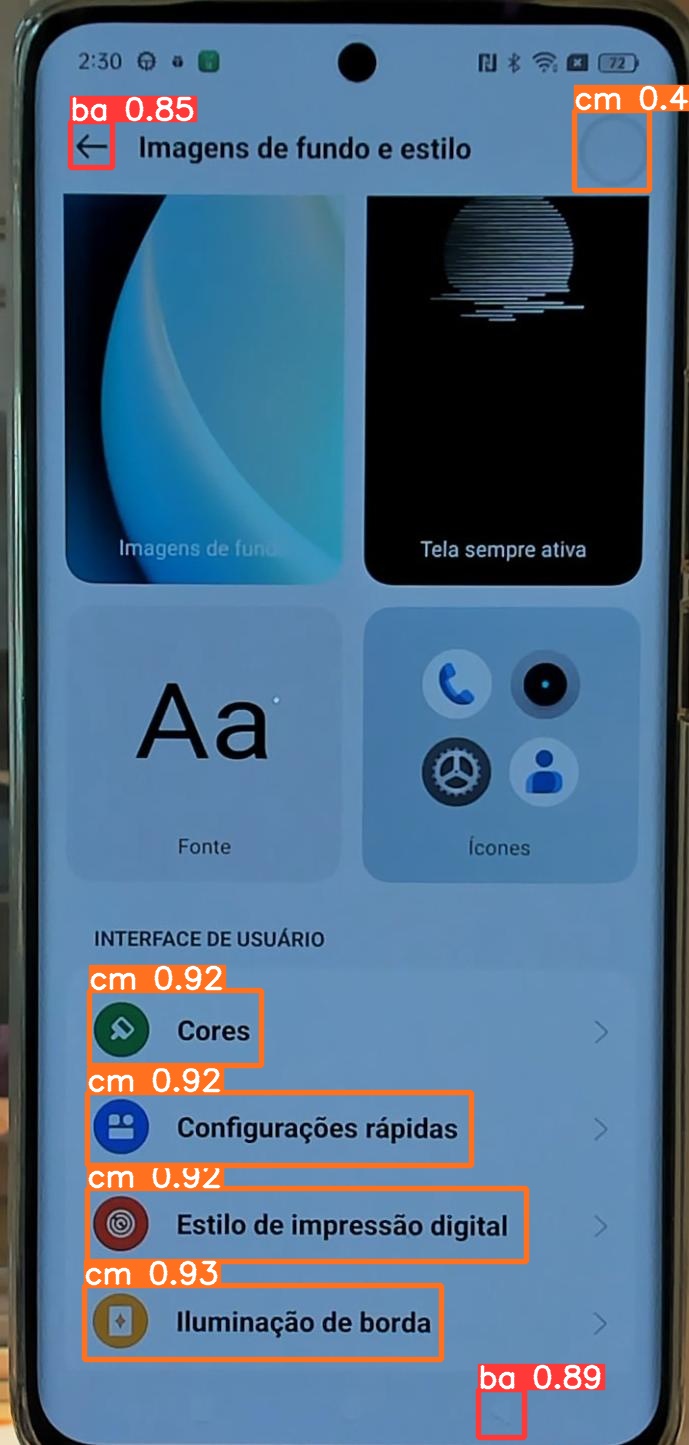 2:30 72
ba 0.85
cm 0.4
Imagens de fundo e estilo
Imagens de fund
Tela sempre ativa
Aa
Fonte
Ícones
INTERFACE DE USUÁRIO
cm 0.92
Cores
cm 0.92
Configurações rápidas
cm 0.92
Estilo de impressão digital
cm 0.93
Iluminação de borda
ba 0.89